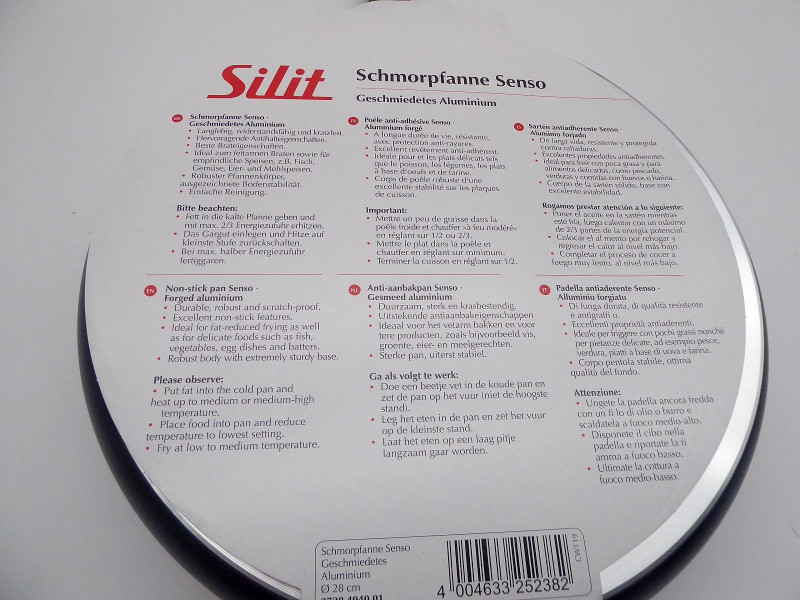 Silit
Schmorpfanne Senso
Geschmiedetes Aluminium
DE
Schmorpfanne Senso -
Geschmiedetes Aluminium
• Langlebig, widerstandsfähig und kratzfest.
• Hervorragende Antihafteigenschaften.
• Beste Brateigenschaften.
• Ideal zum fettarmen Braten sowie für
empfindliche Speisen, z.B. Fisch,
Gemüse, Eier- und Mehlspeisen.
• Robuster Pfannenkörper,
ausgezeichnete Bodenstabilität.
• Einfache Reinigung.
Bitte beachten:
• Fett in die kalte Pfanne geben und
mit max. 2/3 Energiezufuhr erhitzen.
• Das Gargut einlegen und Hitze auf
kleinste Stufe zurückschalten.
• Bei max. halber Energiezufuhr
fertiggaren.
FR
Poêle anti-adhésive Senso -
Aluminium forgé
• A longue durée de vie, résistante,
avec protection anti-rayures.
• Excellent revêtement anti-adhérent.
• Idéale pour et les plats délicats tels
que le poisson, les légumes, les plats
à base d'oeufs et de farine.
• Corps de poêle robuste d'une
excellente stabilité sur les plaques
de cuisson.
Important:
• Mettre un peu de graisse dans la
poêle froide et chauffer »à feu modéré«
en réglant sur 1/2 ou 2/3.
• Mettre le plat dans la poêle et
chauffer en réglant sur minimum.
• Terminer la cuisson en réglant sur 1/2.
Sartén antiadherente Senso -
Aluminio forjado
• De larga vida, resistente y protegida
contra ralladuras.
• Excelentes propiedades antiadherentes.
• Ideal para freír con poca grasa y para
alimentos delicados, como pescado,
verduras y comidas con huevos o harina.
• Cuerpo de la sartén sólido, base con
excelente estabilidad.
Rogamos prestar atención a lo siguiente:
• Poner el aceite en la sartén mientras
esté fría, luego calentar con un máximo
de 2/3 partes de la energía potencial.
• Colocar el al mento por rehogar y
regresar el calor al nivel más bajo.
• Completar el proceso de cocer a
fuego muy lento, al nivel más bajo.
EN
Non-stick pan Senso -
Forged aluminium
• Durable, robust and scratch-proof.
• Excellent non-stick features.
• Ideal for fat-reduced frying as well
as for delicate foods such as fish,
vegetables, egg dishes and batters.
• Robust body with extremely sturdy base.
Please observe:
• Put fat into the cold pan and
heat up to medium or medium-high
temperature.
• Place food into pan and reduce
temperature to lowest setting.
• Fry at low to medium temperature.
NL
Anti-aanbakpan Senso -
Gesmeed aluminium
• Duurzaam, sterk en krasbestendig.
• Uitstekende antiaanbakeigenschappen
• Ideaal voor het vetarm bakken en voor
tere producten, zoals bijvoorbeeld vis,
groente, eier- en meelgerechten.
• Sterke pan, uiterst stabiel.
Ga als volgt te werk:
• Doe een beetje vet in de koude pan en
zet de pan op het vuur (niet de hoogste
stand).
• Leg het eten in de pan en zet het vuur
op de kleinste stand.
• Laat het eten op een laag pitje
langzaam gaar worden.
IT
Padella antiaderente Senso -
Alluminio forgiato
• Di lunga durata, di qualità resistente
e antigraffi o.
• Eccellenti proprietà antiaderenti.
• Ideale per friggere con pochi grassi nonché
per pietanze delicate, ad esempio pesce,
verdura, piatti a base di uova e farina.
• Corpo pentola stabile, ottima
qualità del fondo.
Attenzione:
• Ungete la padella ancora fredda
con un fi lo di olio o burro e
scaldatela a fuoco medio-alto.
• Disponete il cibo nella
padella e riportate la fi
amma a fuoco basso.
• Ultimate la cottura a
fuoco medio-basso.
Schmorpfanne Senso
Geschmiedetes
Aluminium
Ø 28 cm
4 004633 252382
CW119